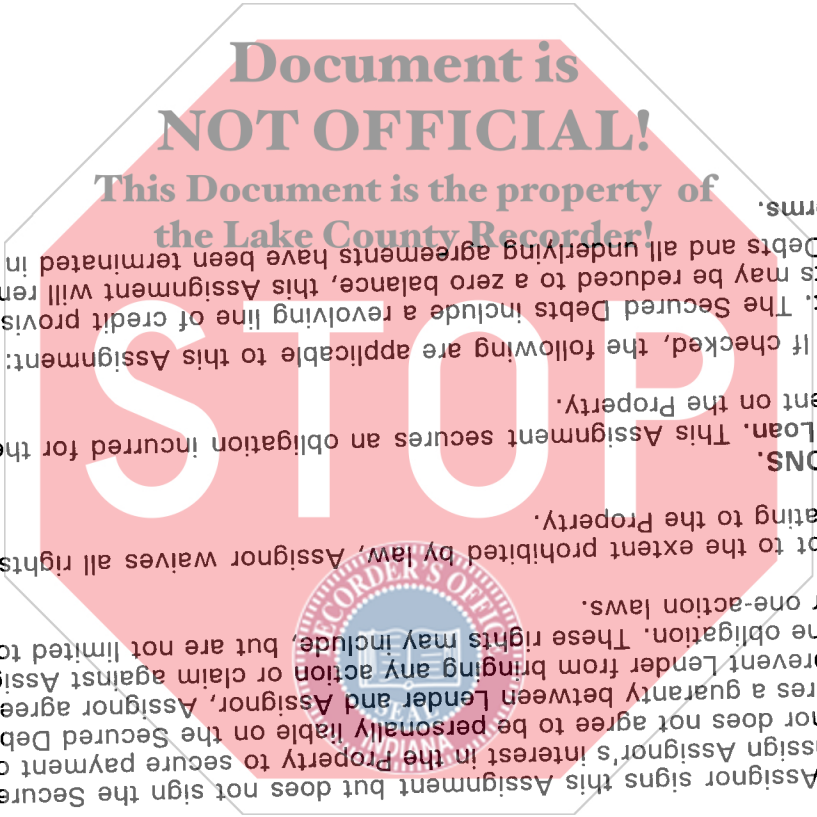 Document is
NOT OFFICIAL!
This Document is the property of
the Lake County Recorder!
STOP
RECORDER'S OFFICE
SEAL
INDIANA
Assignor signs this Assignment but does not sign the Secure
ssign Assignor's interest in the Property to secure payment o
nor does not agree to be personally liable on the Secured Deb
res a guaranty between Lender and Assignor, Assignor agree
revent Lender from bringing any action or claim against Assig
ne obligation. These rights may include, but are not limited to
r one-action laws.
ot to the extent prohibited by law, Assignor waives all rights
ating to the Property.
ONS.
Loan. This Assignment secures an obligation incurred for the
ent on the Property.
If checked, the following are applicable to this Assignment:
t. The Secured Debts include a revolving line of credit provis
ts may be reduced to a zero balance, this Assignment will rem
Debts and all underlying agreements have been terminated in
erms.